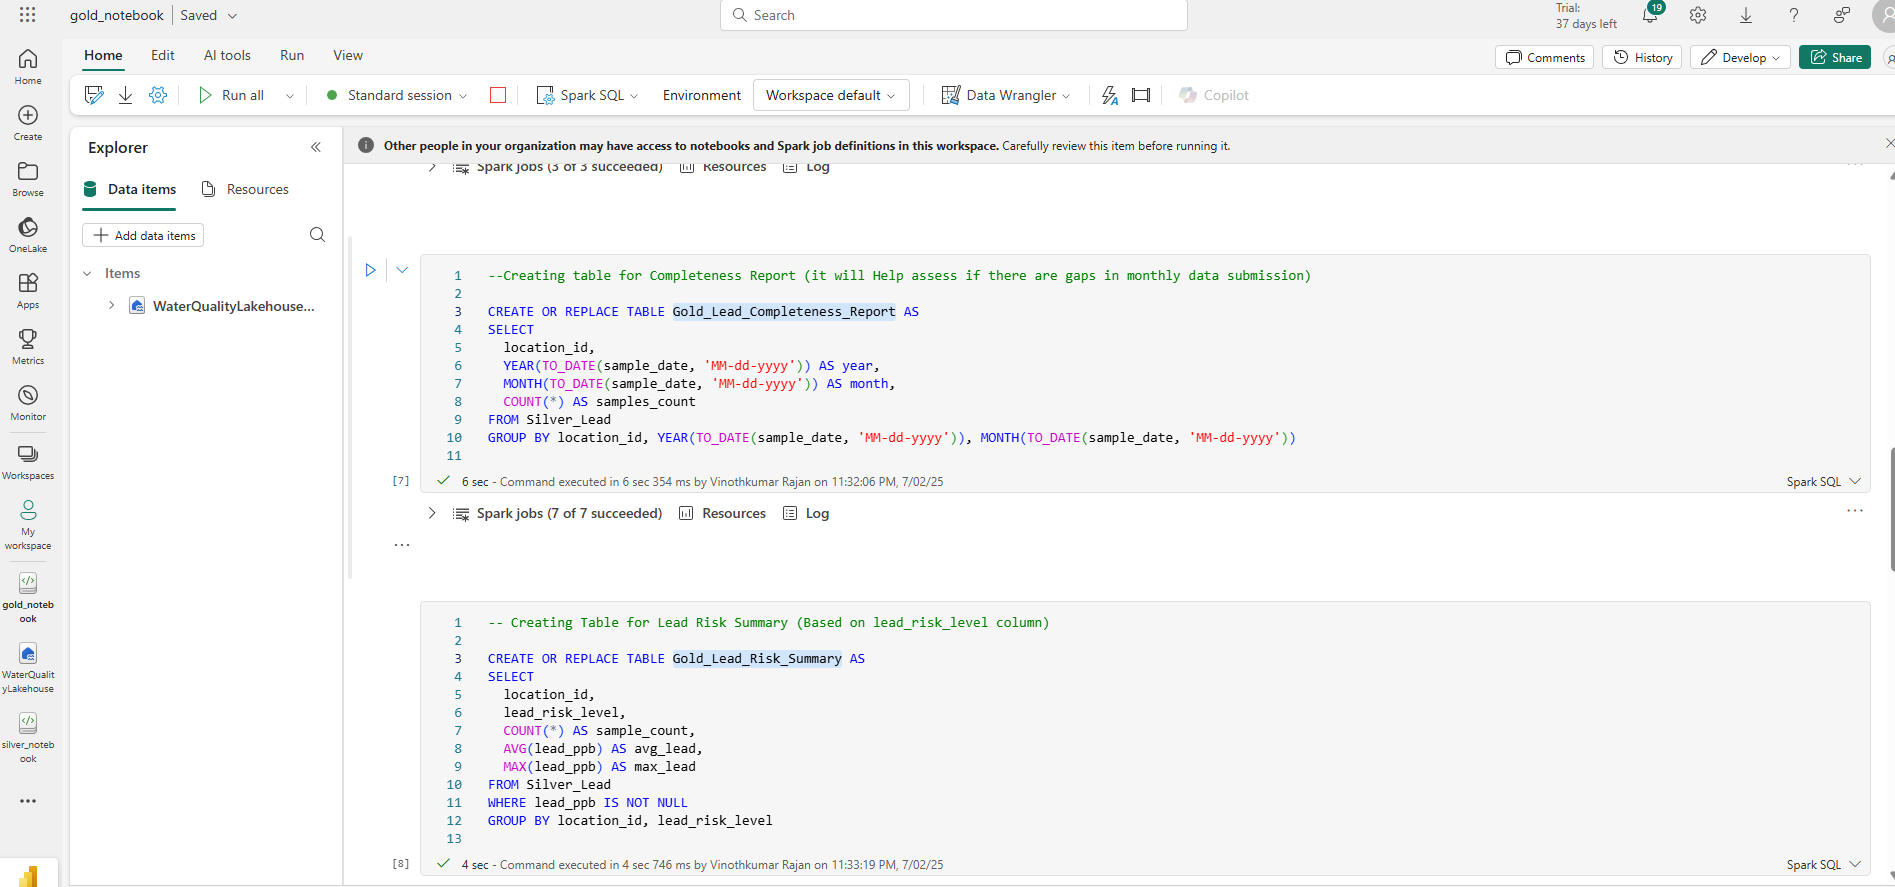 gold_notebook
Saved
Search
Trial:
37 days left
19
Home
Edit
AI tools
Run
View
Comments
History
Develop
Share
Run all
Standard session
Spark SQL
Environment
Workspace default
Data Wrangler
Copilot
Home
Create
Browse
OneLake
Apps
Metrics
Monitor
Workspaces
My
workspace
gold_noteb
ook
WaterQualit
yLakehouse
silver_noteb
ook
Explorer
Data items
Resources
Add data items
Items
WaterQualityLakehouse...
Other people in your organization may have access to notebooks and Spark job definitions in this workspace. Carefully review this item before running it.
Spark jobs (3 of 3 succeeded)
Resources
Log
1 --Creating table for Completeness Report (it will Help assess if there are gaps in monthly data submission)
2
3 CREATE OR REPLACE TABLE Gold_Lead_Completeness_Report AS
4 SELECT
5 location_id,
6 YEAR(TO_DATE(sample_date, 'MM-dd-yyyy')) AS year,
7 MONTH(TO_DATE(sample_date, 'MM-dd-yyyy')) AS month,
8 COUNT(*) AS samples_count
9 FROM Silver_Lead
10 GROUP BY location_id, YEAR(TO_DATE(sample_date, 'MM-dd-yyyy')), MONTH(TO_DATE(sample_date, 'MM-dd-yyyy'))
11
[7] 6 sec - Command executed in 6 sec 354 ms by Vinothkumar Rajan on 11:32:06 PM, 7/02/25
Spark SQL
Spark jobs (7 of 7 succeeded)
Resources
Log
1 -- Creating Table for Lead Risk Summary (Based on lead_risk_level column)
2
3 CREATE OR REPLACE TABLE Gold_Lead_Risk_Summary AS
4 SELECT
5 location_id,
6 lead_risk_level,
7 COUNT(*) AS sample_count,
8 AVG(lead_ppb) AS avg_lead,
9 MAX(lead_ppb) AS max_lead
10 FROM Silver_Lead
11 WHERE lead_ppb IS NOT NULL
12 GROUP BY location_id, lead_risk_level
13
[8] 4 sec - Command executed in 4 sec 746 ms by Vinothkumar Rajan on 11:33:19 PM, 7/02/25
Spark SQL